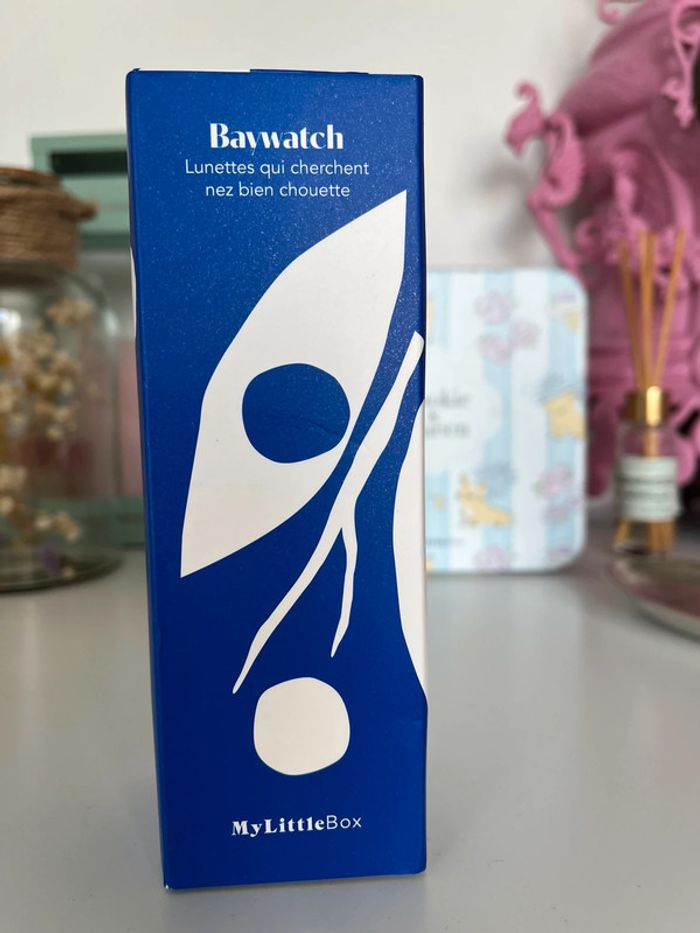 Baywatch
Lunettes qui cherchent
nez bien chouette
MyLittleBox